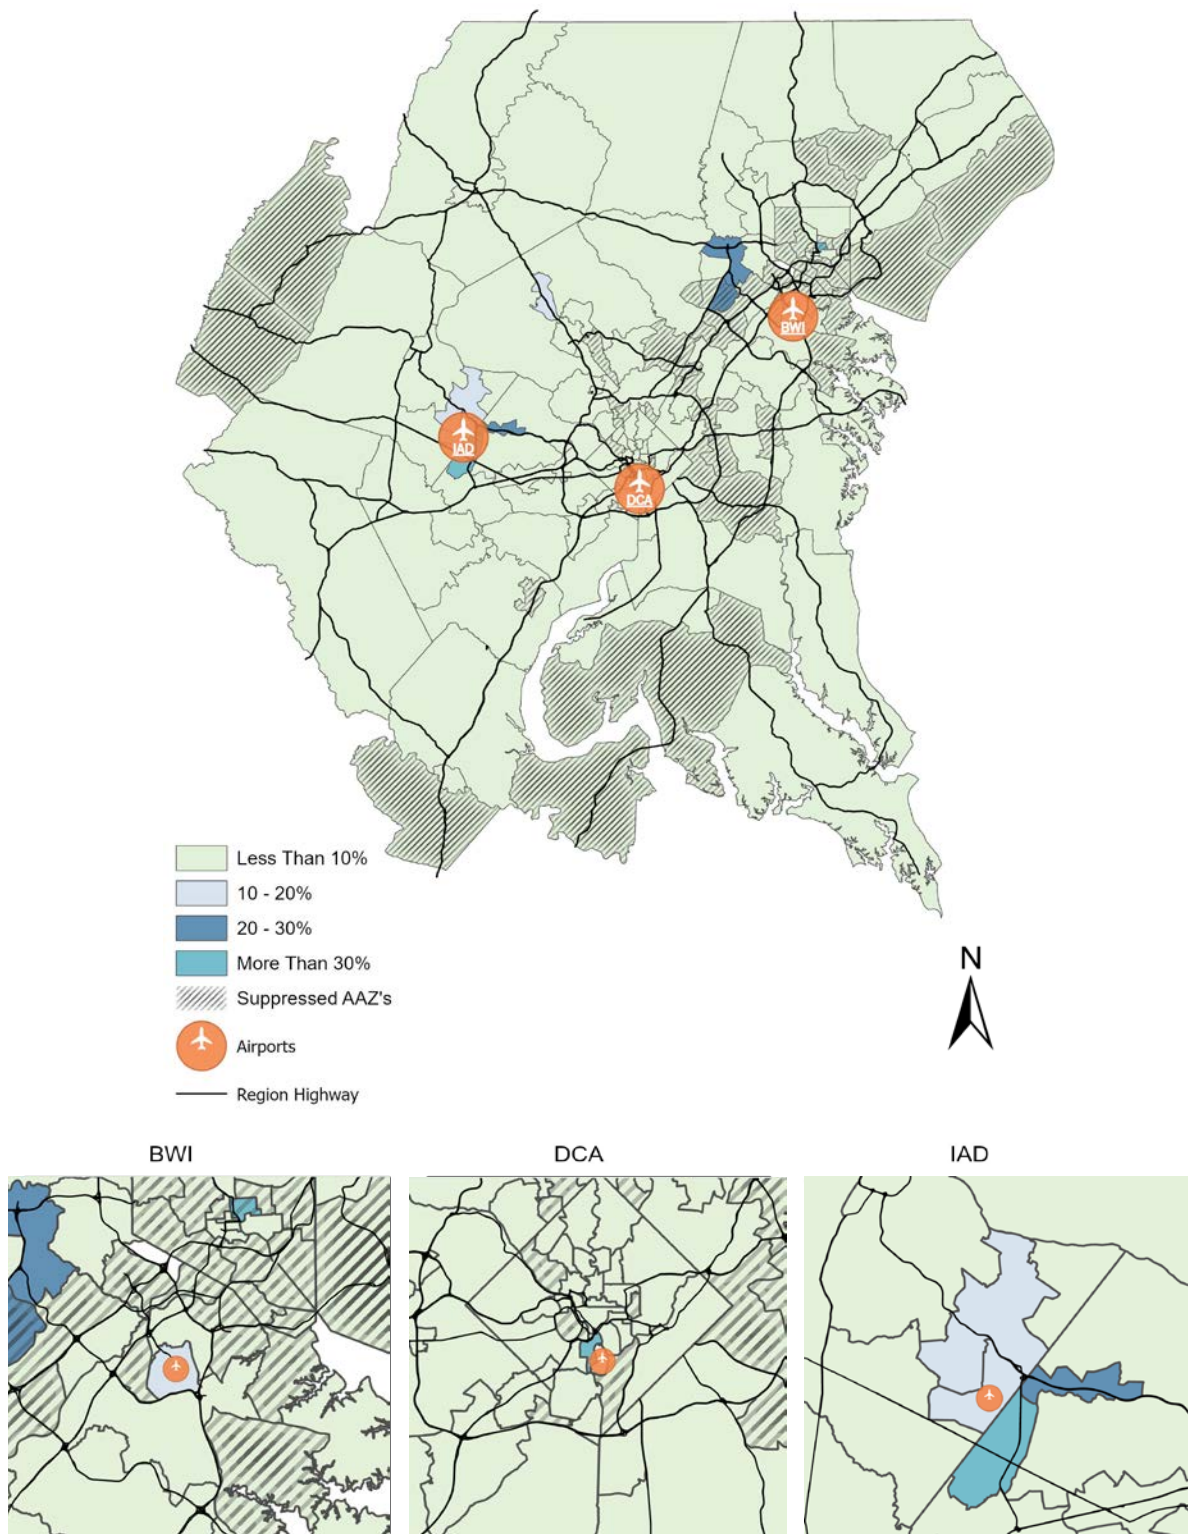 BWI
IAD
DCA
Less Than 10%
10 - 20%
20 - 30%
More Than 30%
Suppressed AAZ's
Airports
Region Highway
N
BWI
DCA
IAD